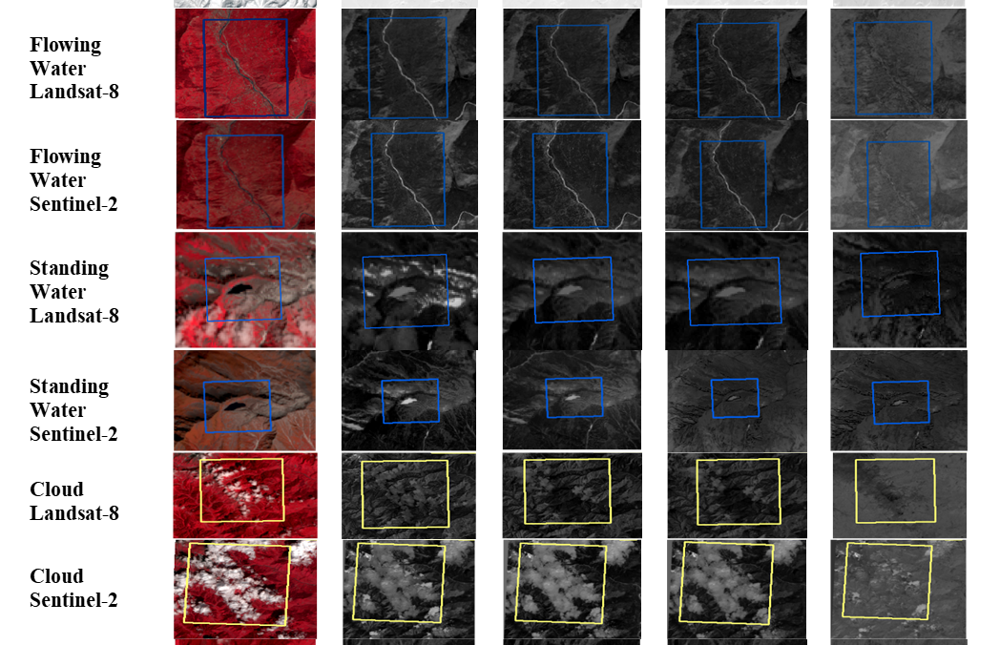 Flowing
Water
Landsat-8
Flowing
Water
Sentinel-2
Standing
Water
Landsat-8
Standing
Water
Sentinel-2
Cloud
Landsat-8
Cloud
Sentinel-2